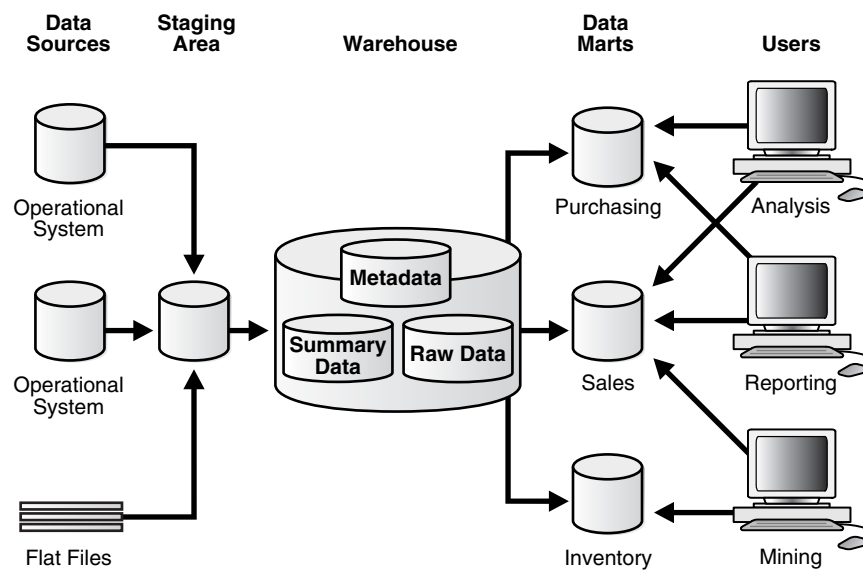 Data
Sources
Staging
Area
Warehouse
Data
Marts
Users
Operational
System
Purchasing
Analysis
Metadata
Summary
Data
Raw Data
Operational
System
Sales
Reporting
Flat Files
Inventory
Mining